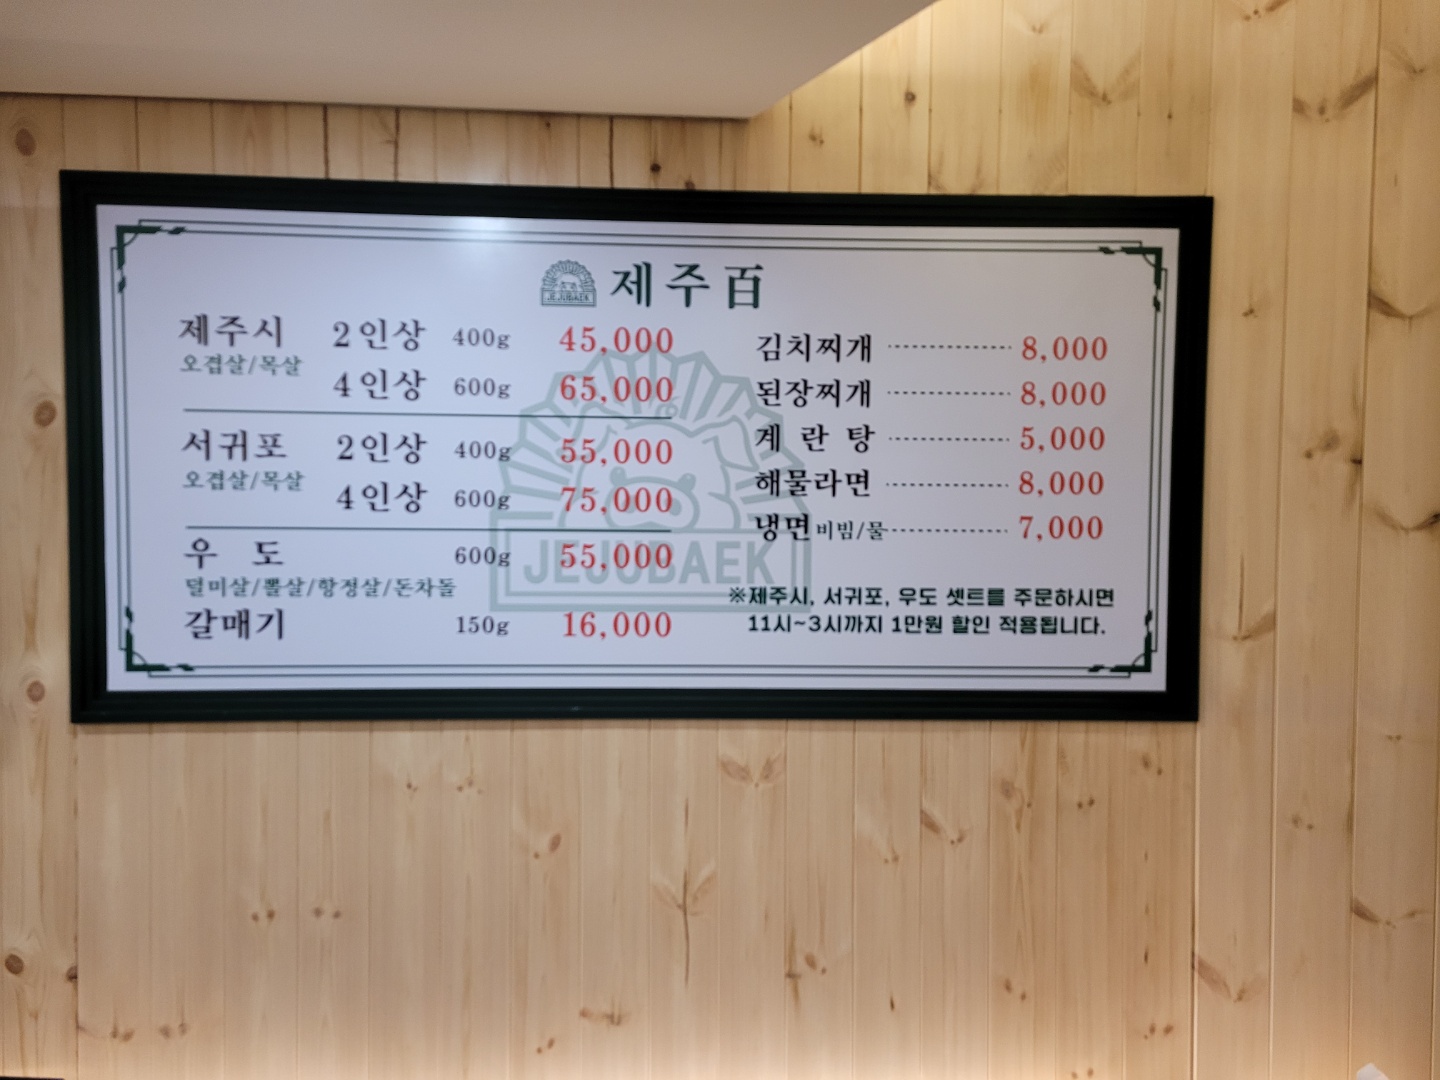 JEJUBAEK 제주百
제주시 2인상 400g 45,000
오겹살/목살
4인상 600g 65,000
서귀포 2인상 400g 55,000
오겹살/목살
4인상 600g 75,000
우 도 600g 55,000
덜미살/뽈살/항정살/돈차돌
갈매기 150g 16,000
김치찌개 8,000
된장찌개 8,000
계 란 탕 5,000
해물라면 8,000
냉면 비빔/물 7,000
※제주시, 서귀포, 우도 셋트를 주문하시면
11시~3시까지 1만원 할인 적용됩니다.
JEJUBAEK